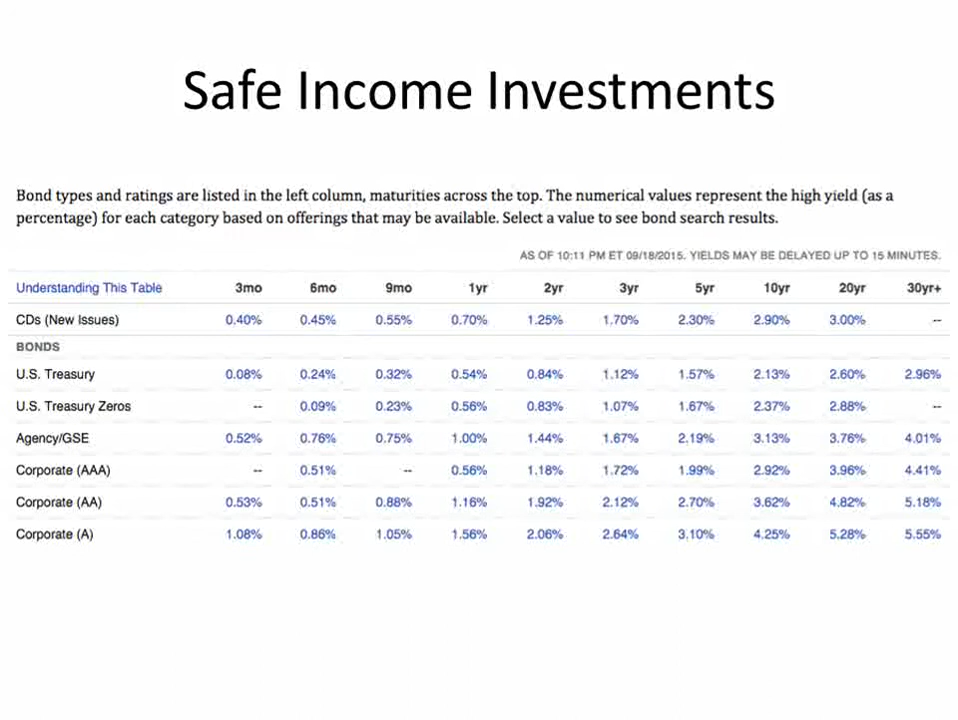 Safe Income Investments
Bond types and ratings are listed in the left column, maturities across the top. The numerical values represent the high yield (as a
percentage) for each category based on offerings that may be available. Select a value to see bond search results.
AS OF 10:11 PM ET 09/18/2015. YIELDS MAY BE DELAYED UP TO 15 MINUTES.
Understanding This Table 3mo 6mo 9mo 1yr 2yr 3yr 5yr 10yr 20yr 30yr+
CDs (New Issues) 0.40% 0.45% 0.55% 0.70% 1.25% 1.70% 2.30% 2.90% 3.00% --
BONDS
U.S. Treasury 0.08% 0.24% 0.32% 0.54% 0.84% 1.12% 1.57% 2.13% 2.60% 2.96%
U.S. Treasury Zeros -- 0.09% 0.23% 0.56% 0.83% 1.07% 1.67% 2.37% 2.88% --
Agency/GSE 0.52% 0.76% 0.75% 1.00% 1.44% 1.67% 2.19% 3.13% 3.76% 4.01%
Corporate (AAA) -- 0.51% -- 0.56% 1.18% 1.72% 1.99% 2.92% 3.96% 4.41%
Corporate (AA) 0.53% 0.51% 0.88% 1.16% 1.92% 2.12% 2.70% 3.62% 4.82% 5.18%
Corporate (A) 1.08% 0.86% 1.05% 1.56% 2.06% 2.64% 3.10% 4.25% 5.28% 5.55%